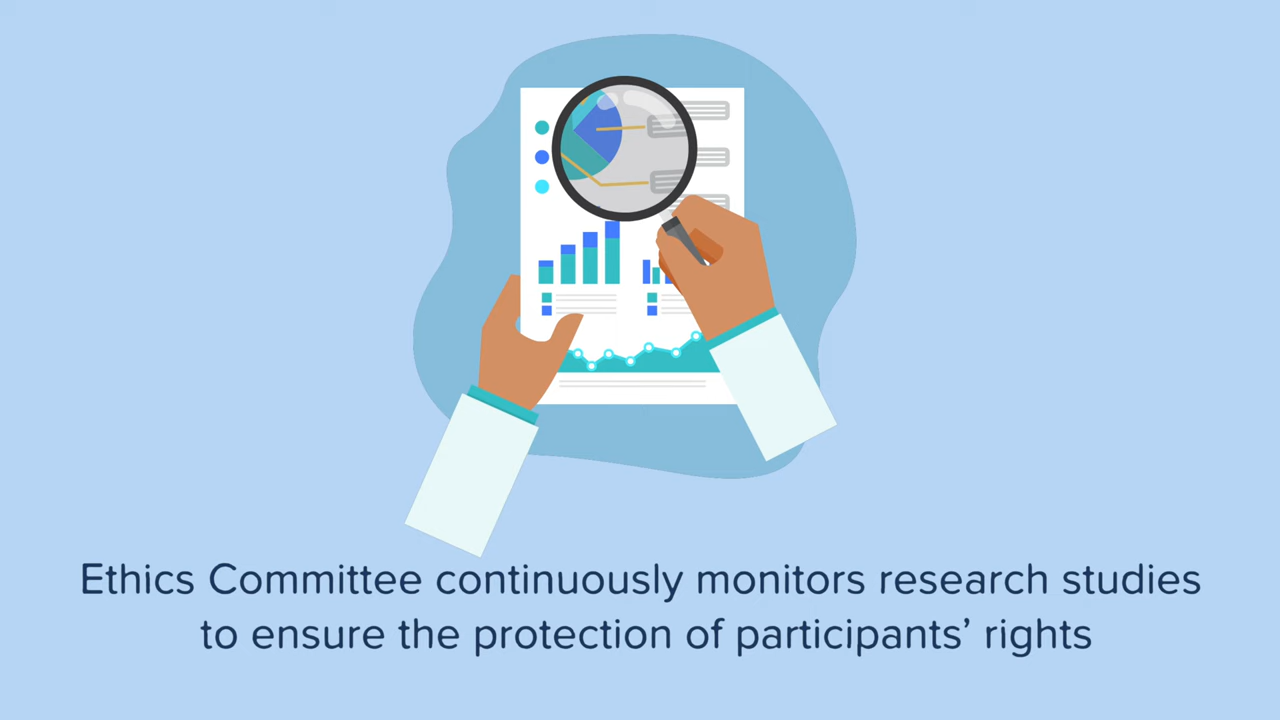 Ethics Committee continuously monitors research studies
to ensure the protection of participants’ rights